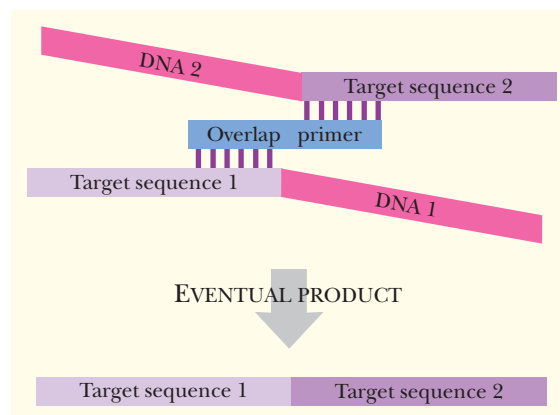 DNA 2
Target sequence 2
Overlap primer
Target sequence 1
DNA 1
EVENTUAL PRODUCT
Target sequence 1
Target sequence 2